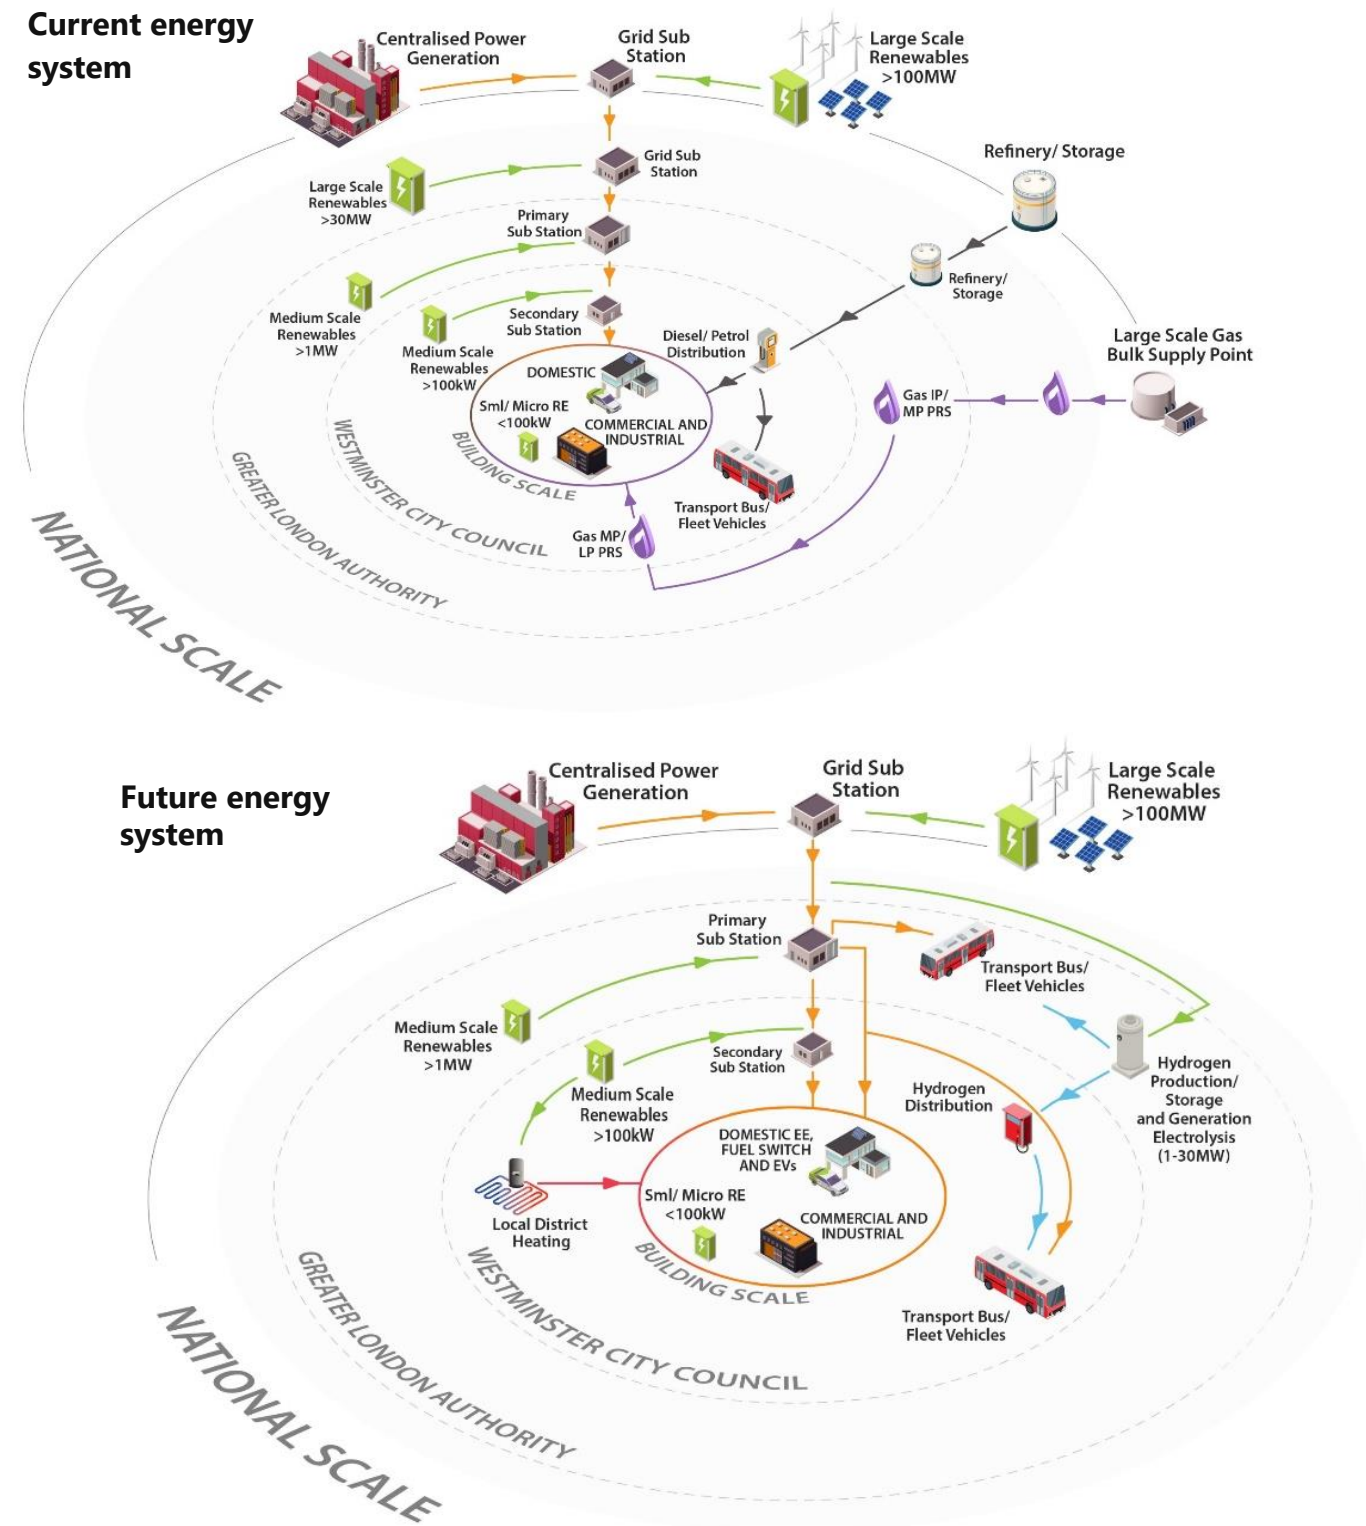 Current energy
system
Centralised Power
Generation
Grid Sub
Station
Large Scale
Renewables
>100MW
Refinery/ Storage
Grid Sub
Station
Large Scale
Renewables
>30MW
Primary
Sub Station
Refinery/
Storage
Medium Scale
Renewables
>1MW
Secondary
Sub Station
Medium Scale
Renewables
>100kW
Diesel/ Petrol
Distribution
Large Scale Gas
Bulk Supply Point
DOMESTIC
Sml/ Micro RE
<100kW
COMMERCIAL AND
INDUSTRIAL
Gas IP/
MP PRS
BUILDING SCALE
WESTMINSTER CITY COUNCIL
GREATER LONDON AUTHORITY
NATIONAL SCALE
Transport Bus/
Fleet Vehicles
Gas MP/
LP PRS
Future energy
system
Centralised Power
Generation
Grid Sub
Station
Large Scale
Renewables
>100MW
Primary
Sub Station
Transport Bus/
Fleet Vehicles
Medium Scale
Renewables
>1MW
Secondary
Sub Station
Medium Scale
Renewables
>100kW
Hydrogen
Distribution
Hydrogen
Production/
Storage
and Generation
Electrolysis
(1-30MW)
DOMESTIC EE,
FUEL SWITCH
AND EVs
Sml/ Micro RE
<100kW
COMMERCIAL AND
INDUSTRIAL
Local District
Heating
BUILDING SCALE
WESTMINSTER CITY COUNCIL
GREATER LONDON AUTHORITY
NATIONAL SCALE
Transport Bus/
Fleet Vehicles